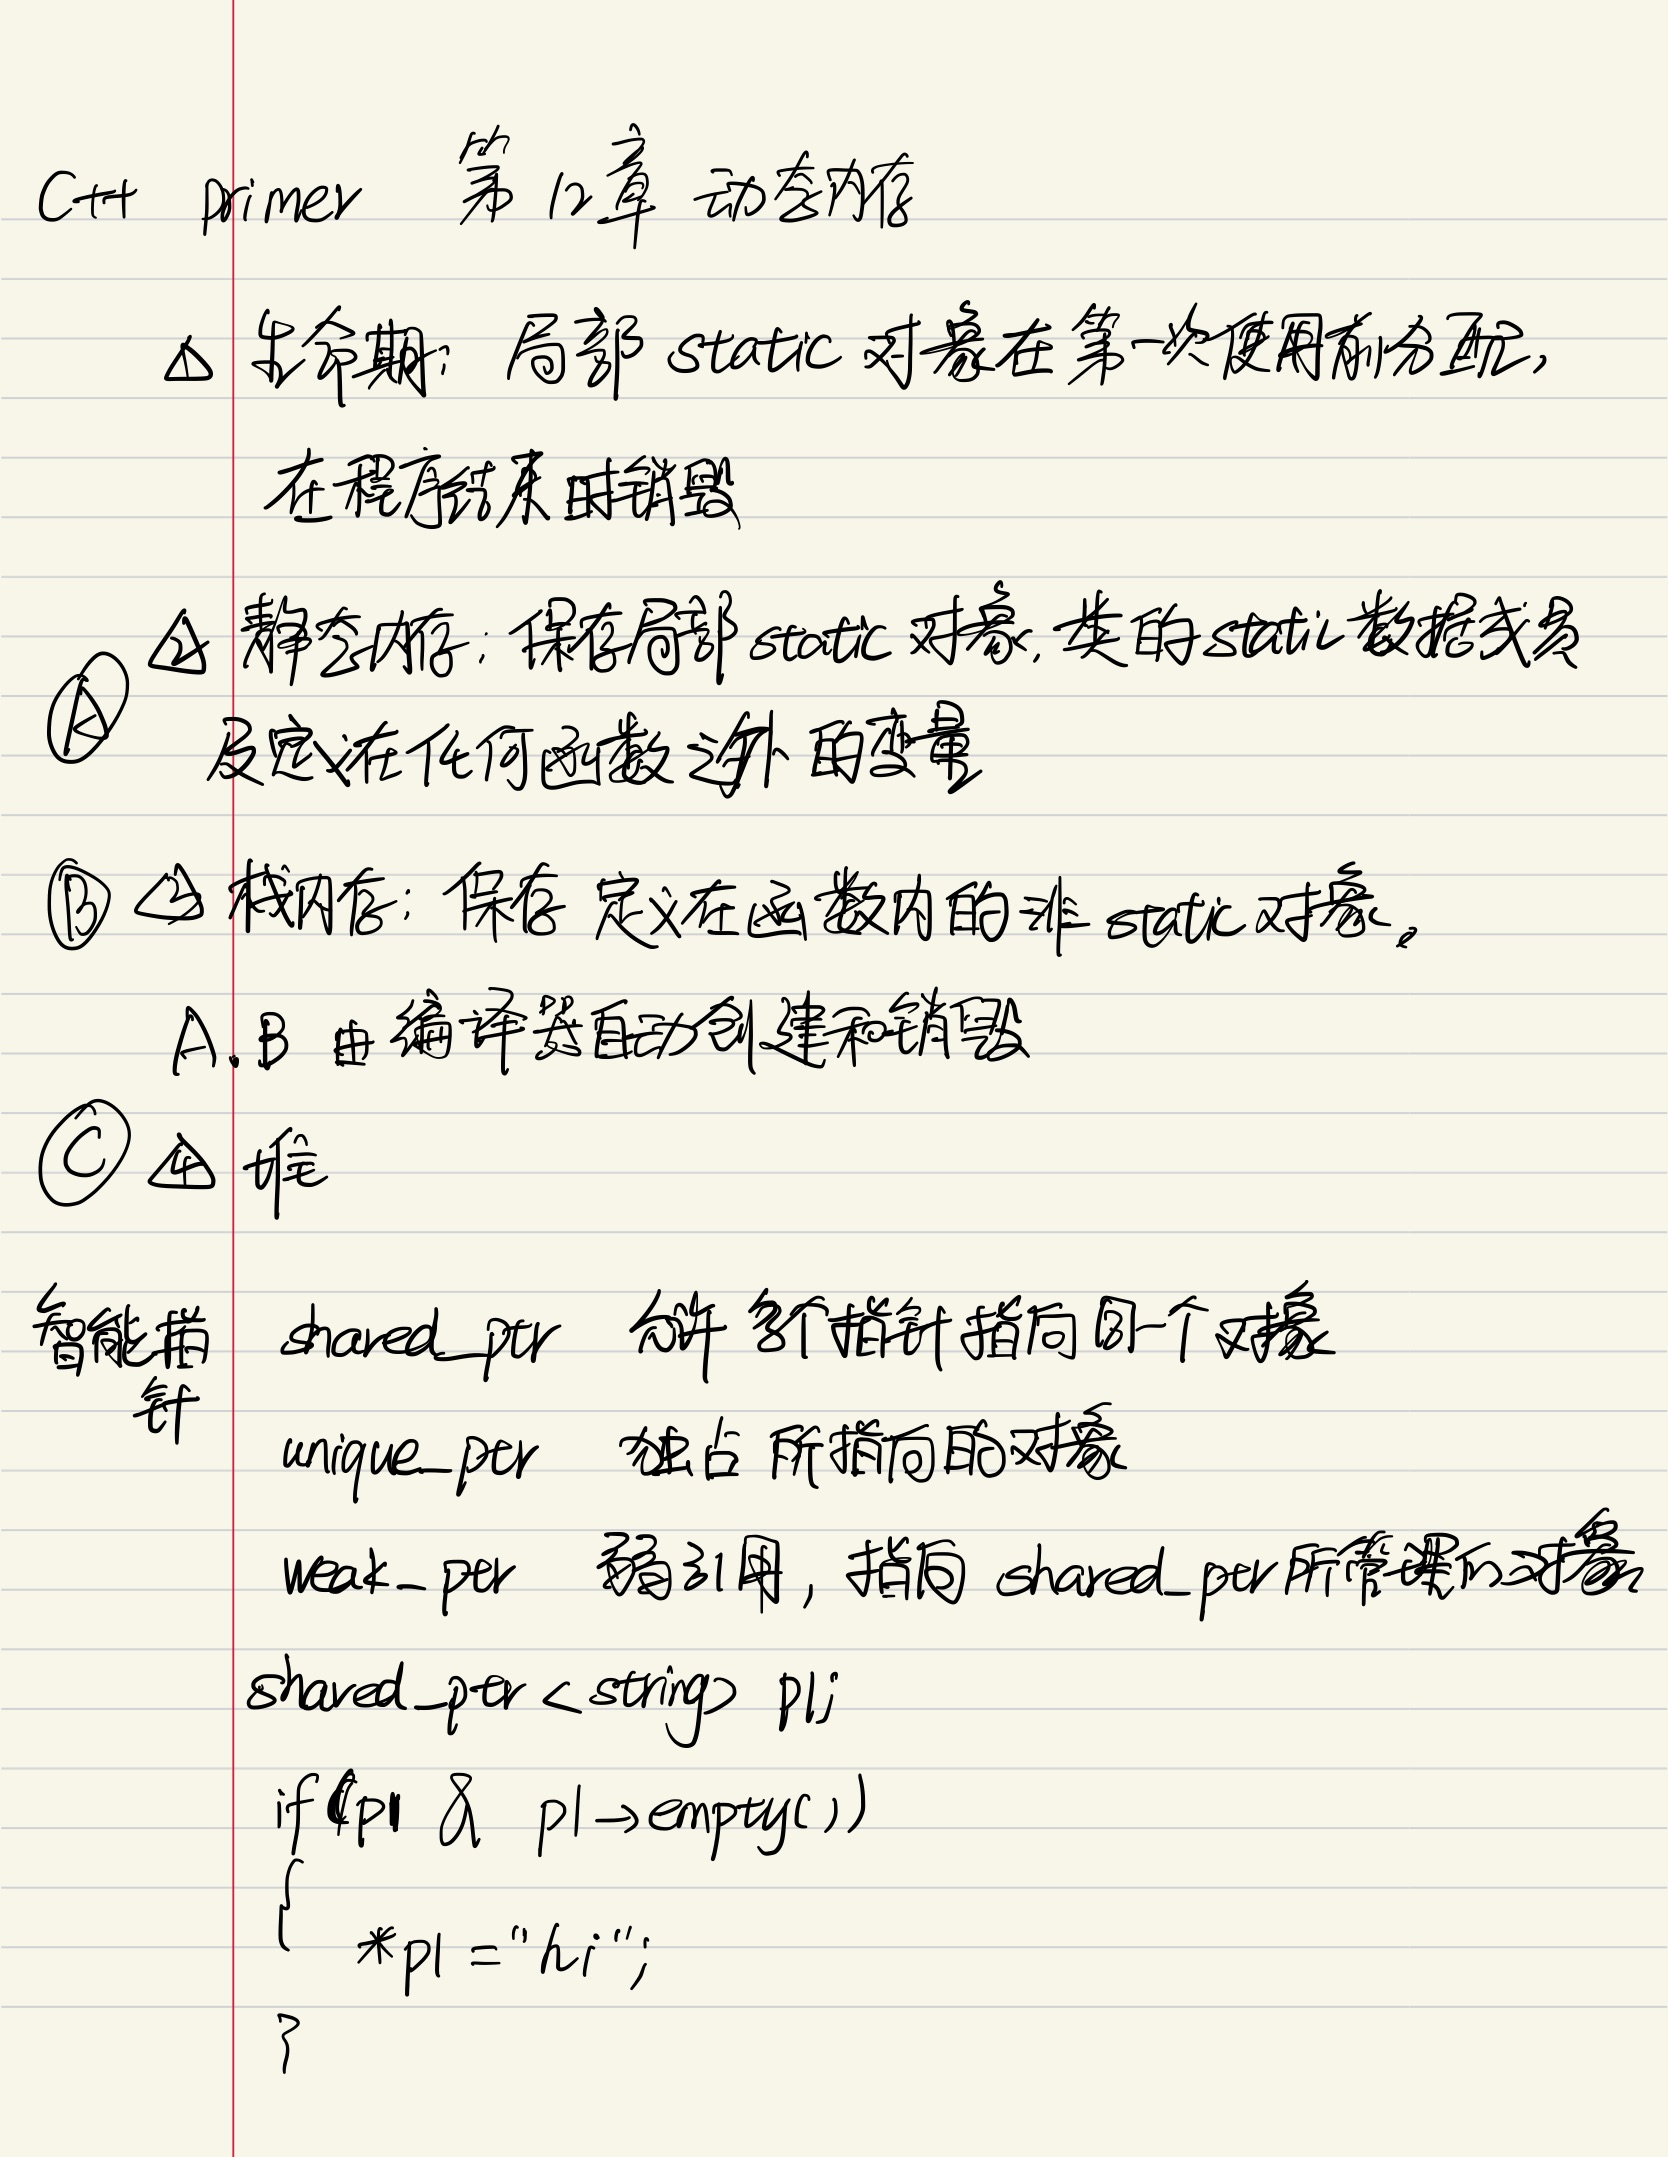 C++ primer 第12章 动态内存
△1 生命期：局部 static 对象在第一次使用前分配，
在程序结束时销毁
△2 静态内存：保存局部 static 对象、类的 static 数据成员
Ⓐ
及定义在任何函数之外的变量
Ⓑ △3 栈内存：保存定义在函数内的非 static 对象。
A、B 由编译器自动创建和销毁
Ⓒ △4 堆
智能指 shared_ptr 允许多个指针指向同一个对象
针
unique_ptr 独占所指向的对象
weak_ptr 弱引用，指向 shared_ptr 所管理的对象
shared_ptr <string> p1;
if (p1 & p1→empty())
{
*p1 = "hi";
}